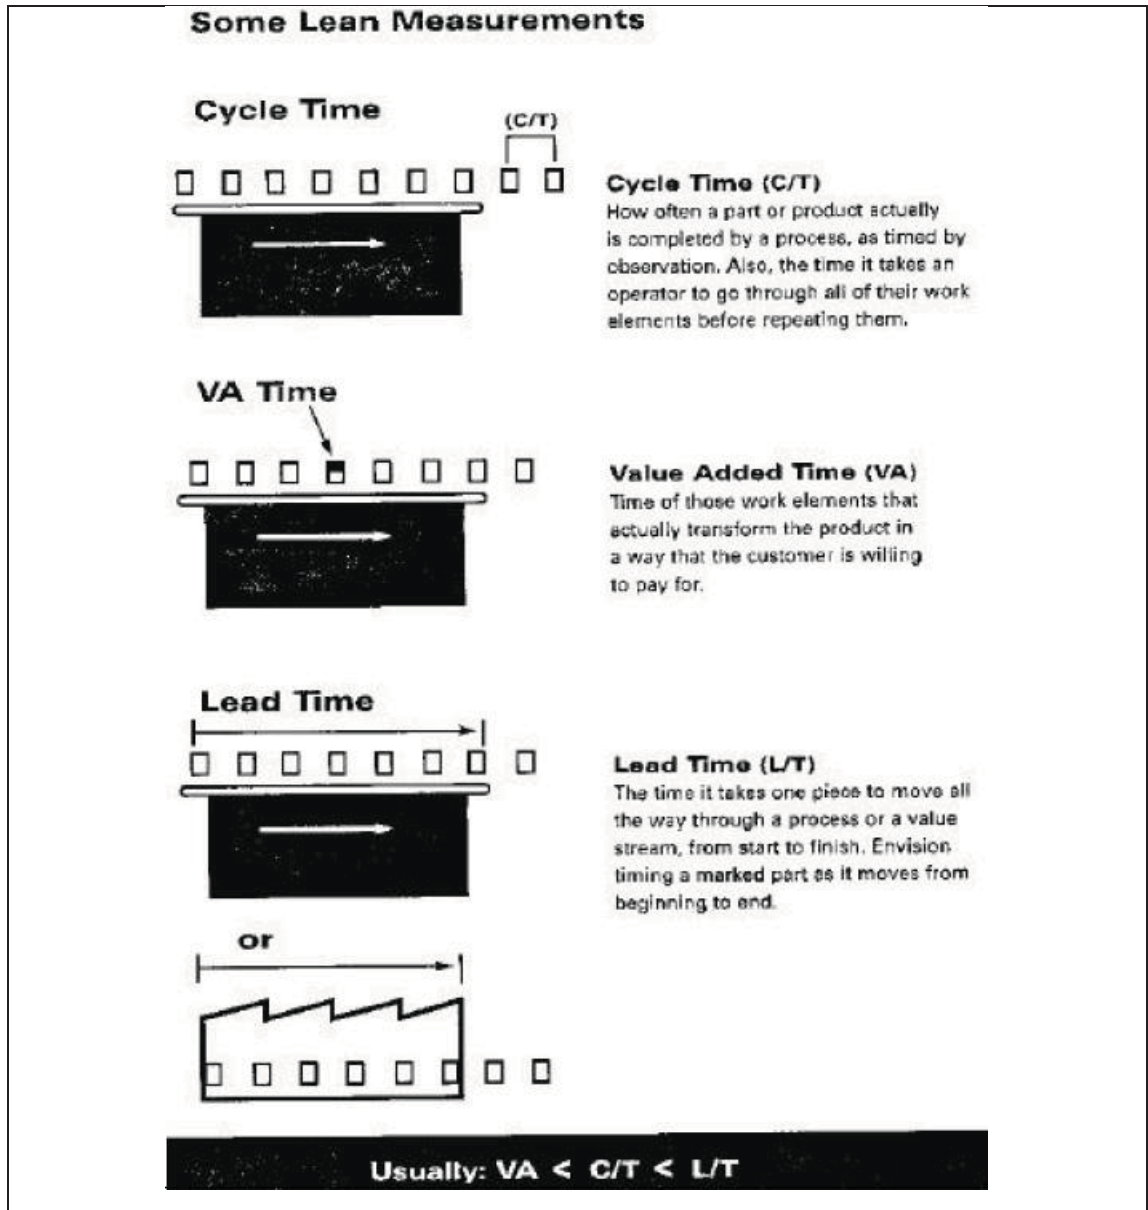 Some Lean Measurements
Cycle Time
(C/T)
Cycle Time (C/T)
How often a part or product actually
is completed by a process, as timed by
observation. Also, the time it takes an
operator to go through all of their work
elements before repeating them.
VA Time
Value Added Time (VA)
Time of those work elements that
actually transform the product in
a way that the customer is willing
to pay for.
Lead Time
Lead Time (L/T)
The time it takes one piece to move all
the way through a process or a value
stream, from start to finish. Envision
timing a marked part as it moves from
beginning to end.
or
Usually: VA < C/T < L/T